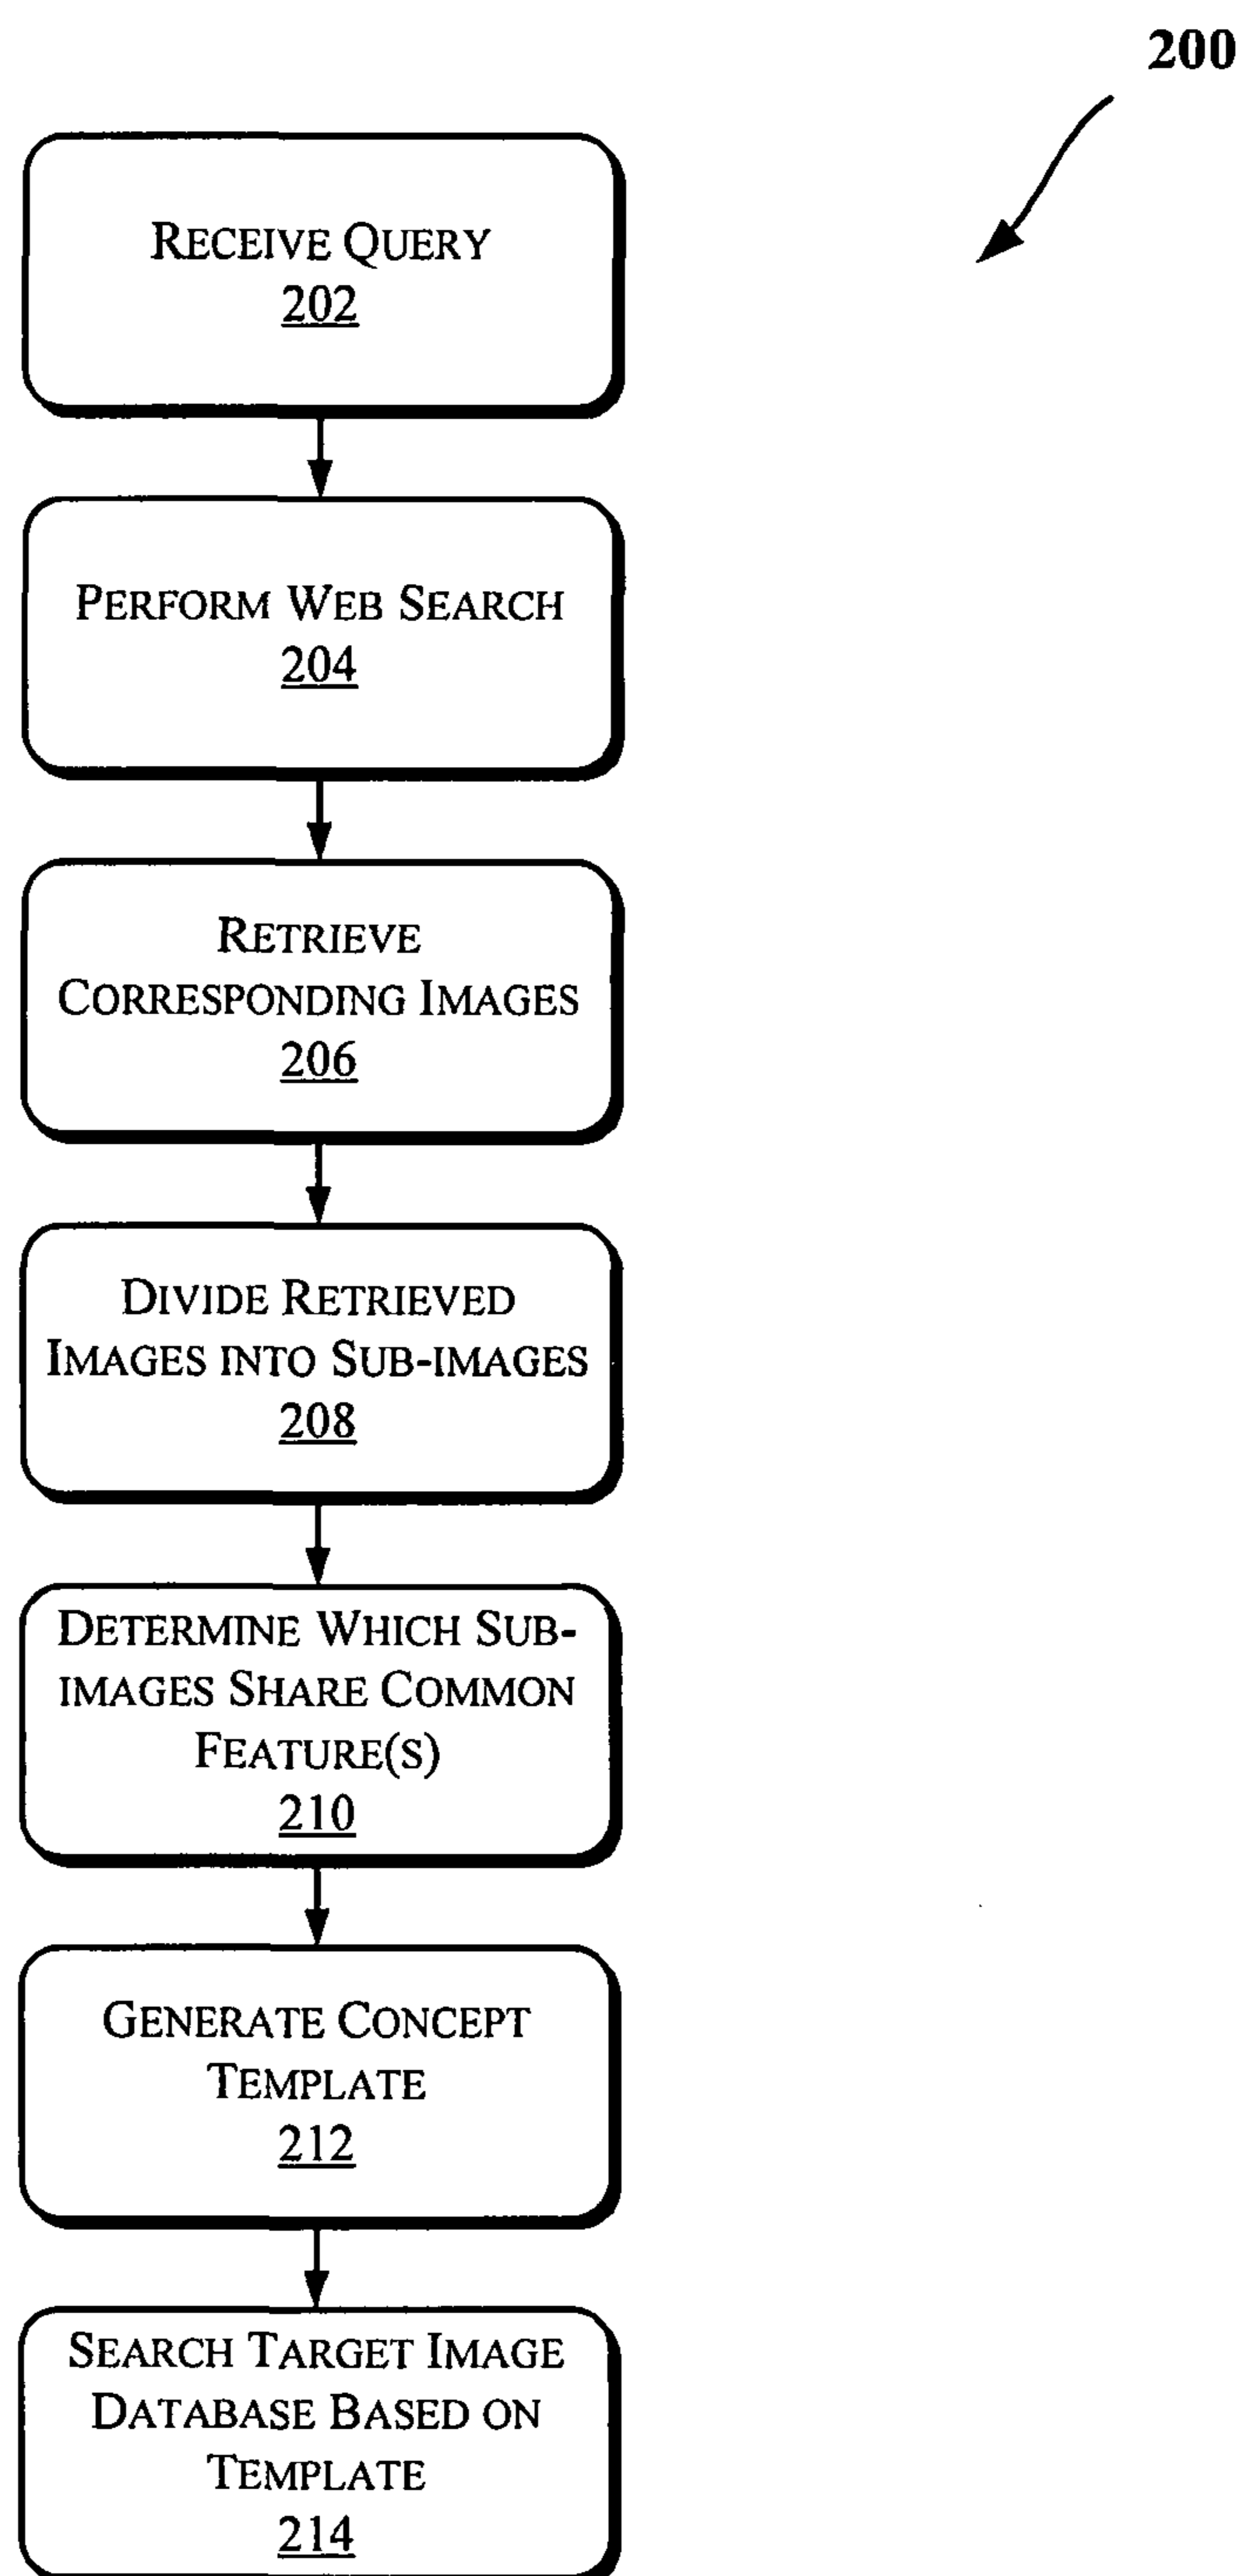 200
RECEIVE QUERY
202
PERFORM WEB SEARCH
204
RETRIEVE
CORRESPONDING IMAGES
206
DIVIDE RETRIEVED
IMAGES INTO SUB-IMAGES
208
DETERMINE WHICH SUB-
IMAGES SHARE COMMON
FEATURE(S)
210
GENERATE CONCEPT
TEMPLATE
212
SEARCH TARGET IMAGE
DATABASE BASED ON
TEMPLATE
214